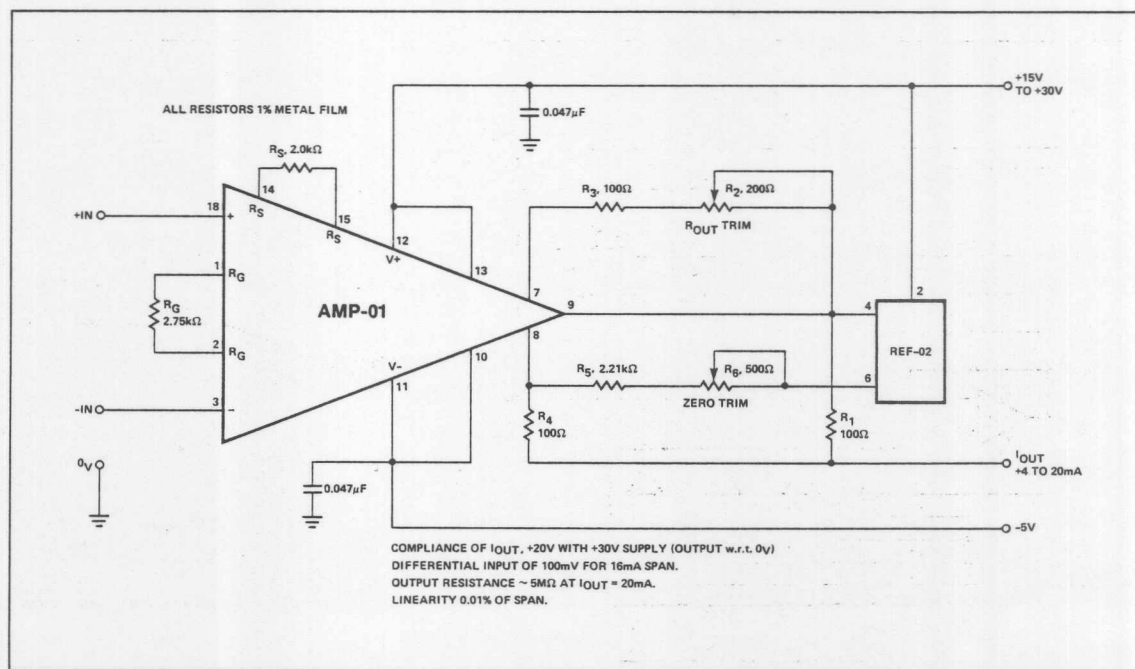 ALL RESISTORS 1% METAL FILM
+15V
TO +30V
0.047µF
RS, 2.0kΩ
14
RS
15
RS
12
V+
13
18
+
+IN
1
RG
RG
2.75kΩ
2
RG
AMP-01
3
−
−IN
0V
V−
11
10
7
8
9
R3, 100Ω
R2, 200Ω
ROUT TRIM
2
4
REF-02
6
R5, 2.21kΩ
R6, 500Ω
ZERO TRIM
R4
100Ω
R1
100Ω
IOUT
+4 TO 20mA
0.047µF
−5V
COMPLIANCE OF IOUT, +20V WITH +30V SUPPLY (OUTPUT w.r.t. 0V)
DIFFERENTIAL INPUT OF 100mV FOR 16mA SPAN.
OUTPUT RESISTANCE ~ 5MΩ AT IOUT = 20mA.
LINEARITY 0.01% OF SPAN.